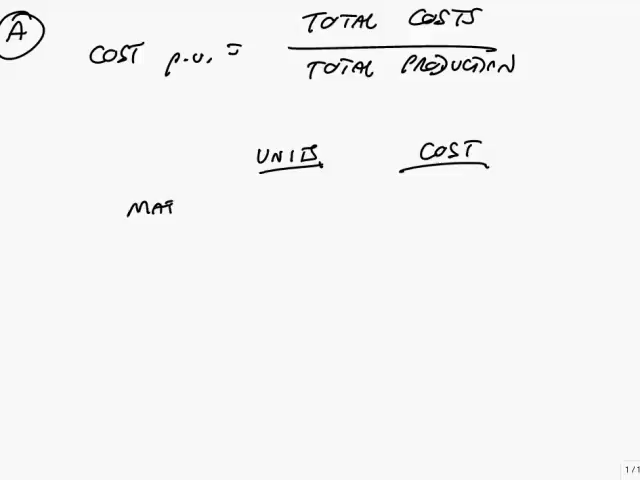 A
COST p.u. = TOTAL COSTS
TOTAL PRODUCTION
UNITS COST
MAT
1/1